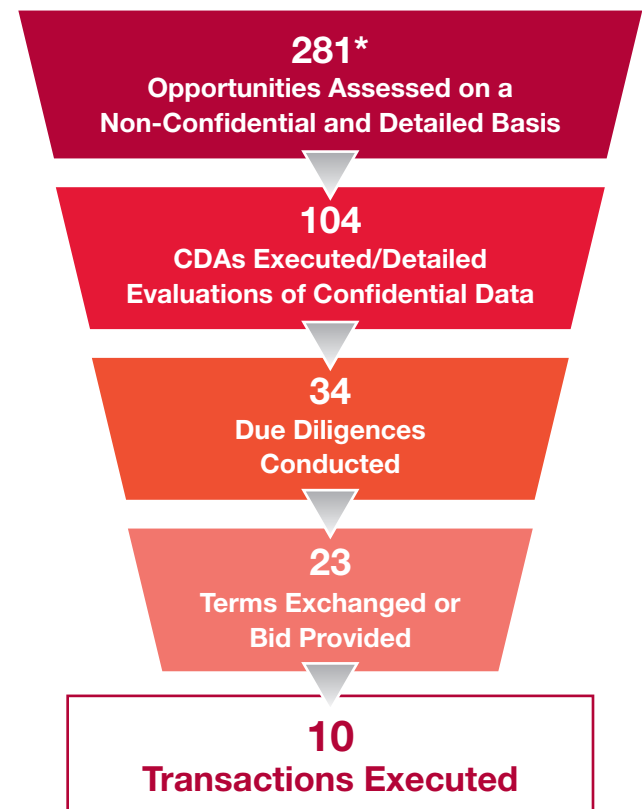 281*
Opportunities Assessed on a
Non-Confidential and Detailed Basis
104
CDAs Executed/Detailed
Evaluations of Confidential Data
34
Due Diligences
Conducted
23
Terms Exchanged or
Bid Provided
10
Transactions Executed